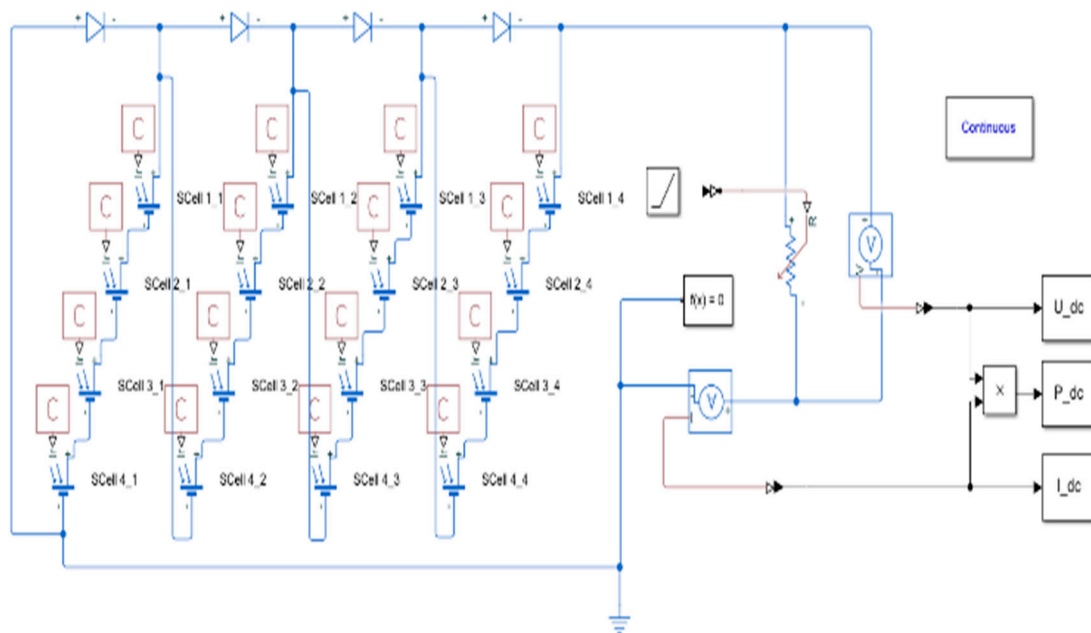 + - + - + - + -
C C C C
Continuous
SCell 1_1 SCell 1_2 SCell 1_3 SCell 1_4
C C C C
R
V
SCell 2_1 SCell 2_2 SCell 2_3 SCell 2_4
f(x) = 0
U_dc
C C C C
SCell 3_1 SCell 3_2 SCell 3_3 SCell 3_4
×
P_dc
C C C C
V
SCell 4_1 SCell 4_2 SCell 4_3 SCell 4_4
I_dc